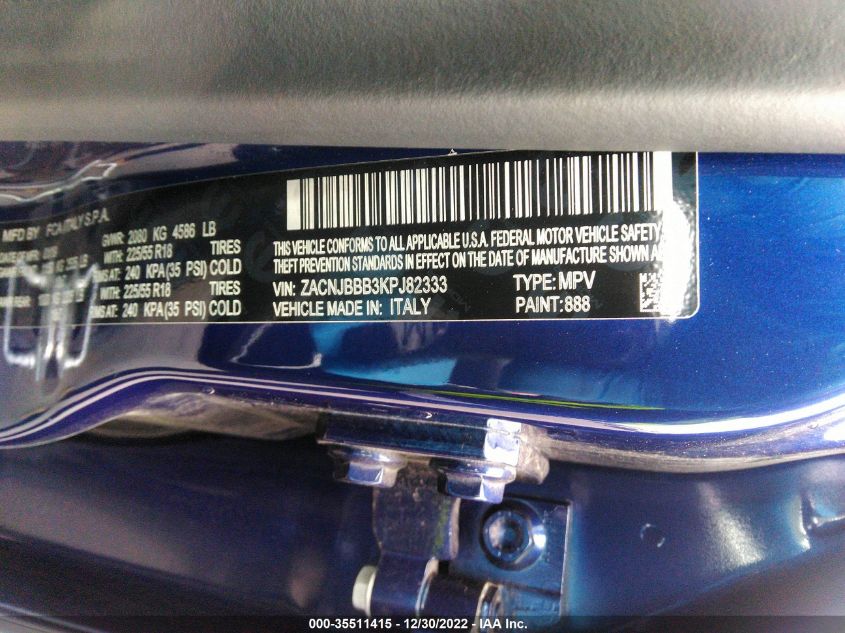 MFD BY FCA ITALY S.P.A.
GWR: 2080 KG 4586 LB
WITH: 225/55 R18 TIRES
AT: 240 KPA(35 PSI) COLD
WITH: 225/55 R18 TIRES
RIMS AT: 240 KPA(35 PSI) COLD
THIS VEHICLE CONFORMS TO ALL APPLICABLE U.S.A. FEDERAL MOTOR VEHICLE SAFETY
THEFT PREVENTION STANDARDS IN EFFECT ON THE DATE OF MANUFACTURE SHOWN A
VIN: ZACNJBBB3KPJ82333 TYPE: MPV
VEHICLE MADE IN: ITALY PAINT: 888
000-35511415 - 12/30/2022 - IAA Inc.